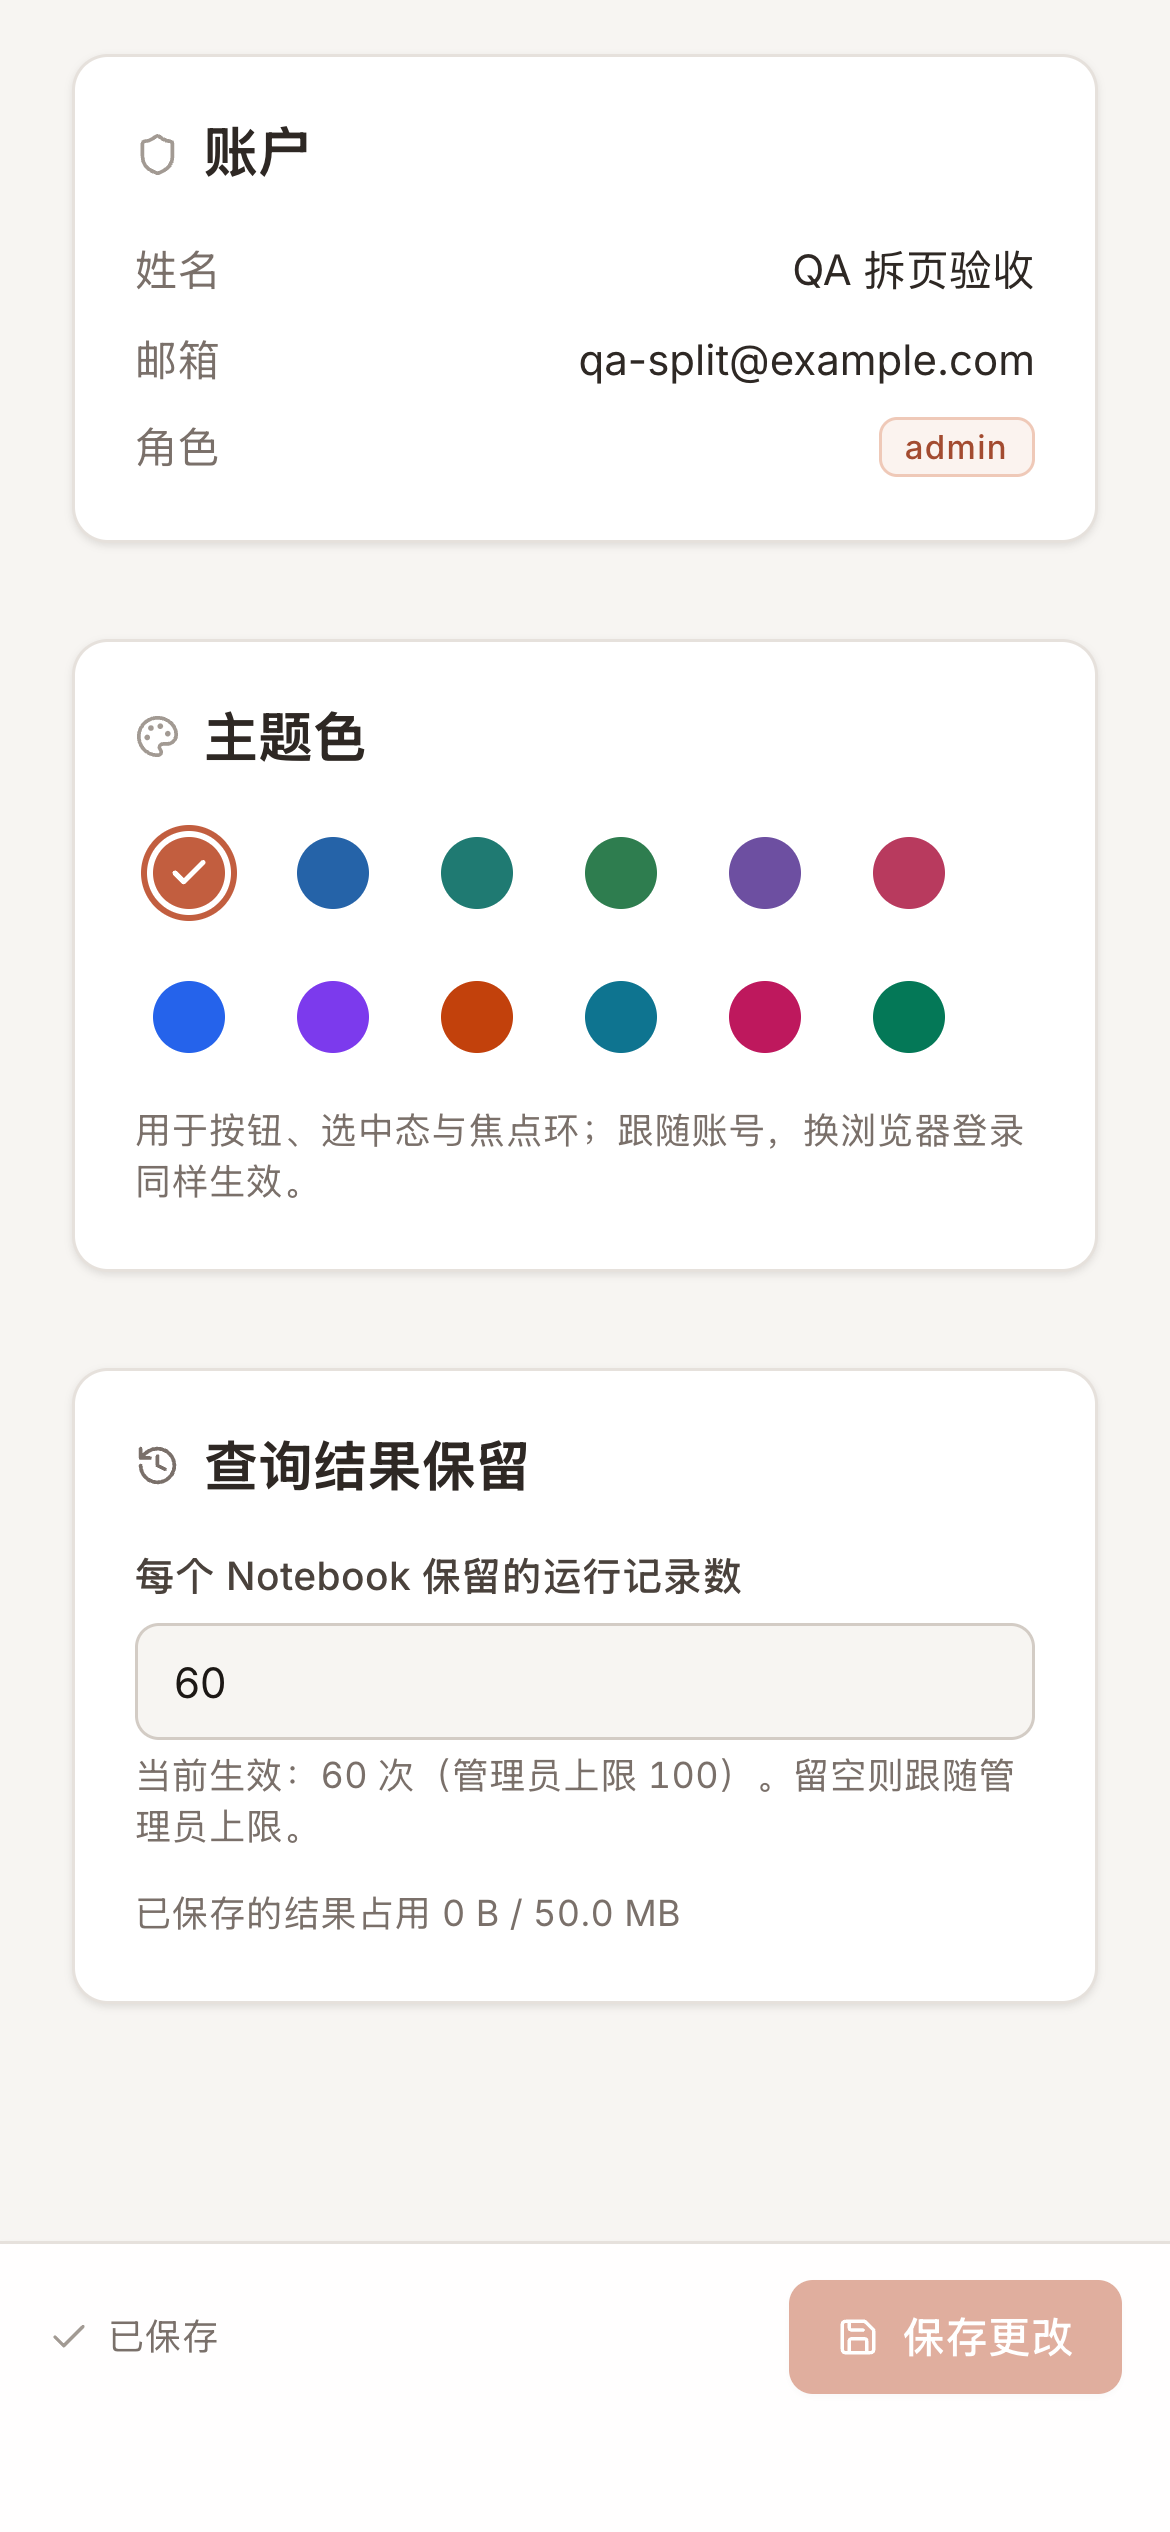 账户
姓名 QA 拆页验收
邮箱 qa-split@example.com
角色 admin
主题色
用于按钮、选中态与焦点环；跟随账号，换浏览器登录
同样生效。
查询结果保留
每个 Notebook 保留的运行记录数
60
当前生效：60 次（管理员上限 100）。留空则跟随管
理员上限。
已保存的结果占用 0 B / 50.0 MB
已保存 保存更改